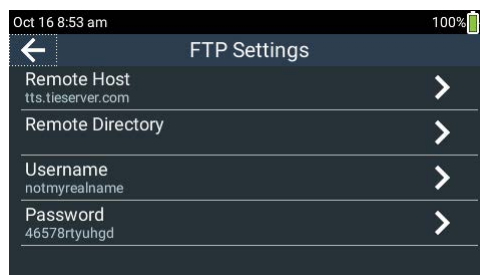 Oct 16 8:53 am 100%
FTP Settings
Remote Host
tts.tieserver.com
Remote Directory
Username
notmyrealname
Password
46578rtyuhgd